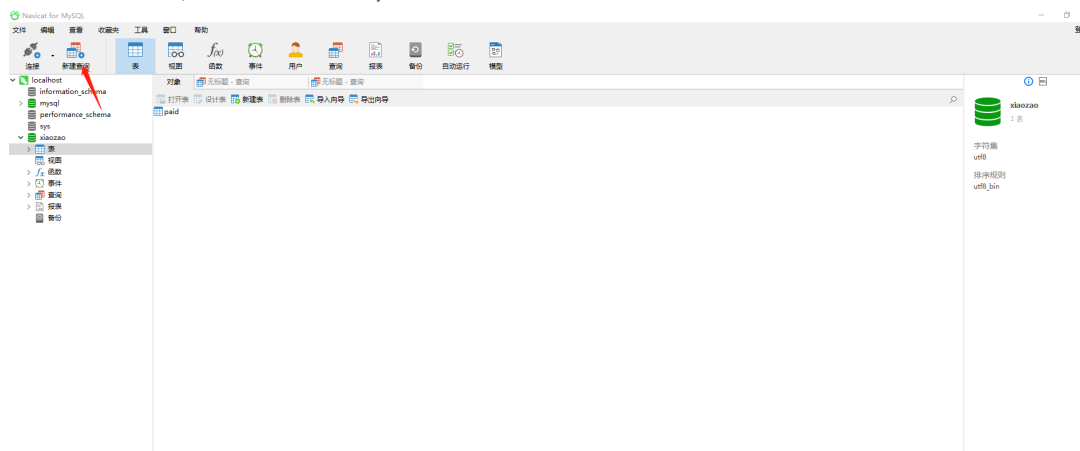 Navicat for MySQL
文件 编辑 查看 收藏夹 工具 窗口 帮助
连接 新建查询 表 视图 函数 事件 用户 查询 报表 备份 自动运行 模型
localhost
information_schema
mysql
performance_schema
sys
xiaozao
表
视图
函数
事件
查询
报表
备份
对象 无标题 - 查询 无标题 - 查询
打开表 设计表 新建表 删除表 导入向导 导出向导
paid
xiaozao
1 表
字符集
utf8
排序规则
utf8_bin